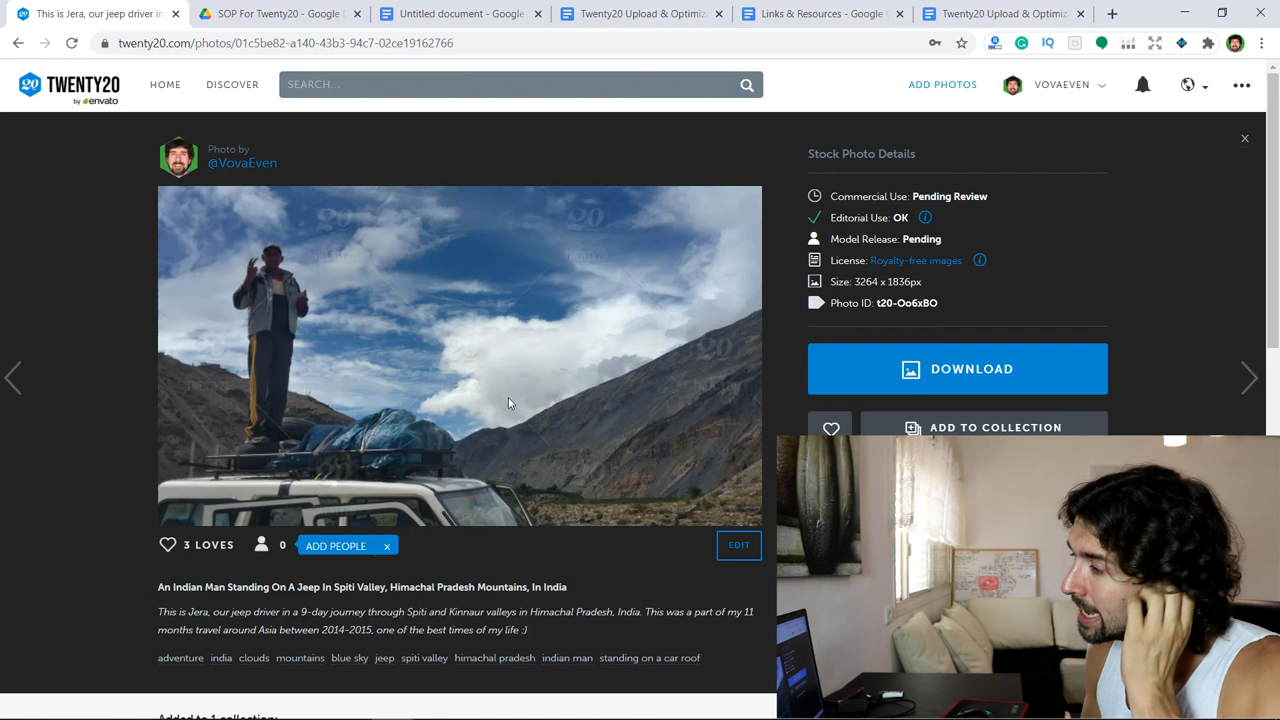 This is Jera, our jeep driver in
SOP For Twenty20 - Google D
Untitled document - Google
Twenty20 Upload & Optimiz
Links & Resources - Google D
Twenty20 Upload & Optimiz
twenty20.com/photos/01c5be82-a140-43b3-94c7-02ce19162766
20 TWENTY20
by envato
HOME
DISCOVER
SEARCH...
ADD PHOTOS
VOVAEVEN
Photo by
@VovaEven
3 LOVES
0
ADD PEOPLE x
EDIT
An Indian Man Standing On A Jeep In Spiti Valley, Himachal Pradesh Mountains, In India
This is Jera, our jeep driver in a 9-day journey through Spiti and Kinnaur valleys in Himachal Pradesh, India. This was a part of my 11
months travel around Asia between 2014-2015, one of the best times of my life :)
adventure india clouds mountains blue sky jeep spiti valley himachal pradesh indian man standing on a car roof
Stock Photo Details
Commercial Use: Pending Review
Editorial Use: OK
Model Release: Pending
License: Royalty-free images
Size: 3264 x 1836px
Photo ID: t20-Oo6xBO
DOWNLOAD
ADD TO COLLECTION
Added to 1 collection: